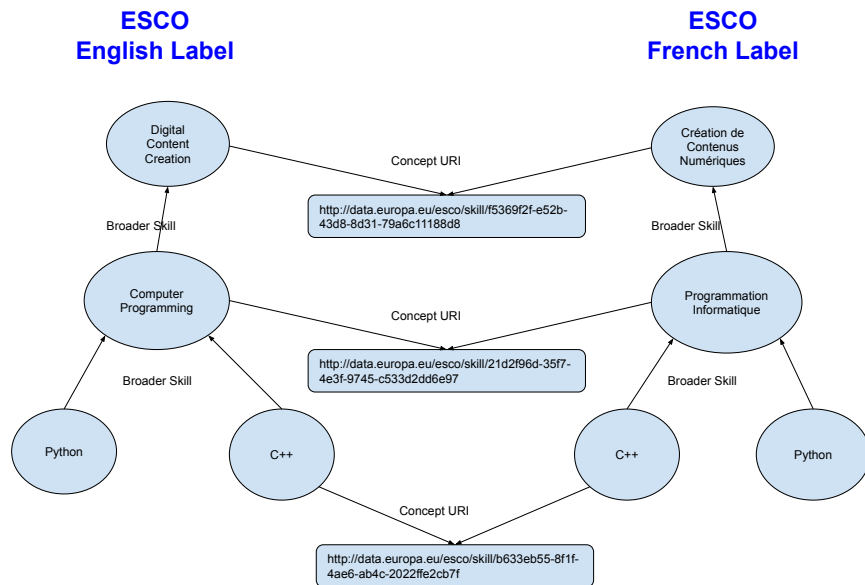 ESCO
English Label
ESCO
French Label
Digital
Content
Creation
Création de
Contenus
Numériques
Concept URI
http://data.europa.eu/esco/skill/f5369f2f-e52b-
43d8-8d31-79a6c11188d8
Broader Skill
Broader Skill
Computer
Programming
Programmation
Informatique
Concept URI
http://data.europa.eu/esco/skill/21d2f96d-35f7-
4e3f-9745-c533d2dd6e97
Broader Skill
Broader Skill
Python
C++
C++
Python
Concept URI
http://data.europa.eu/esco/skill/b633eb55-8f1f-
4ae6-ab4c-2022ffe2cb7f